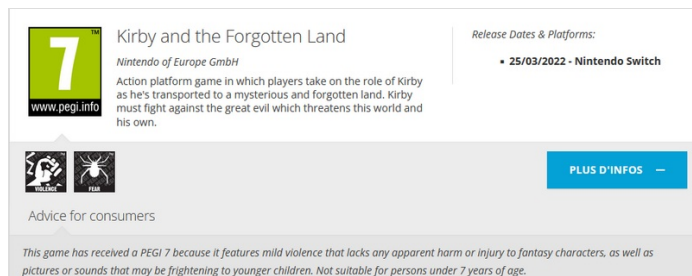 Kirby and the Forgotten Land
Nintendo of Europe GmbH
Action platform game in which players take on the role of Kirby
as he's transported to a mysterious and forgotten land. Kirby
must fight against the great evil which threatens this world and
his own.
7
www.pegi.info
Release Dates & Platforms:
• 25/03/2022 - Nintendo Switch
VIOLENCE
FEAR
PLUS D'INFOS —
Advice for consumers
This game has received a PEGI 7 because it features mild violence that lacks any apparent harm or injury to fantasy characters, as well as
pictures or sounds that may be frightening to younger children. Not suitable for persons under 7 years of age.